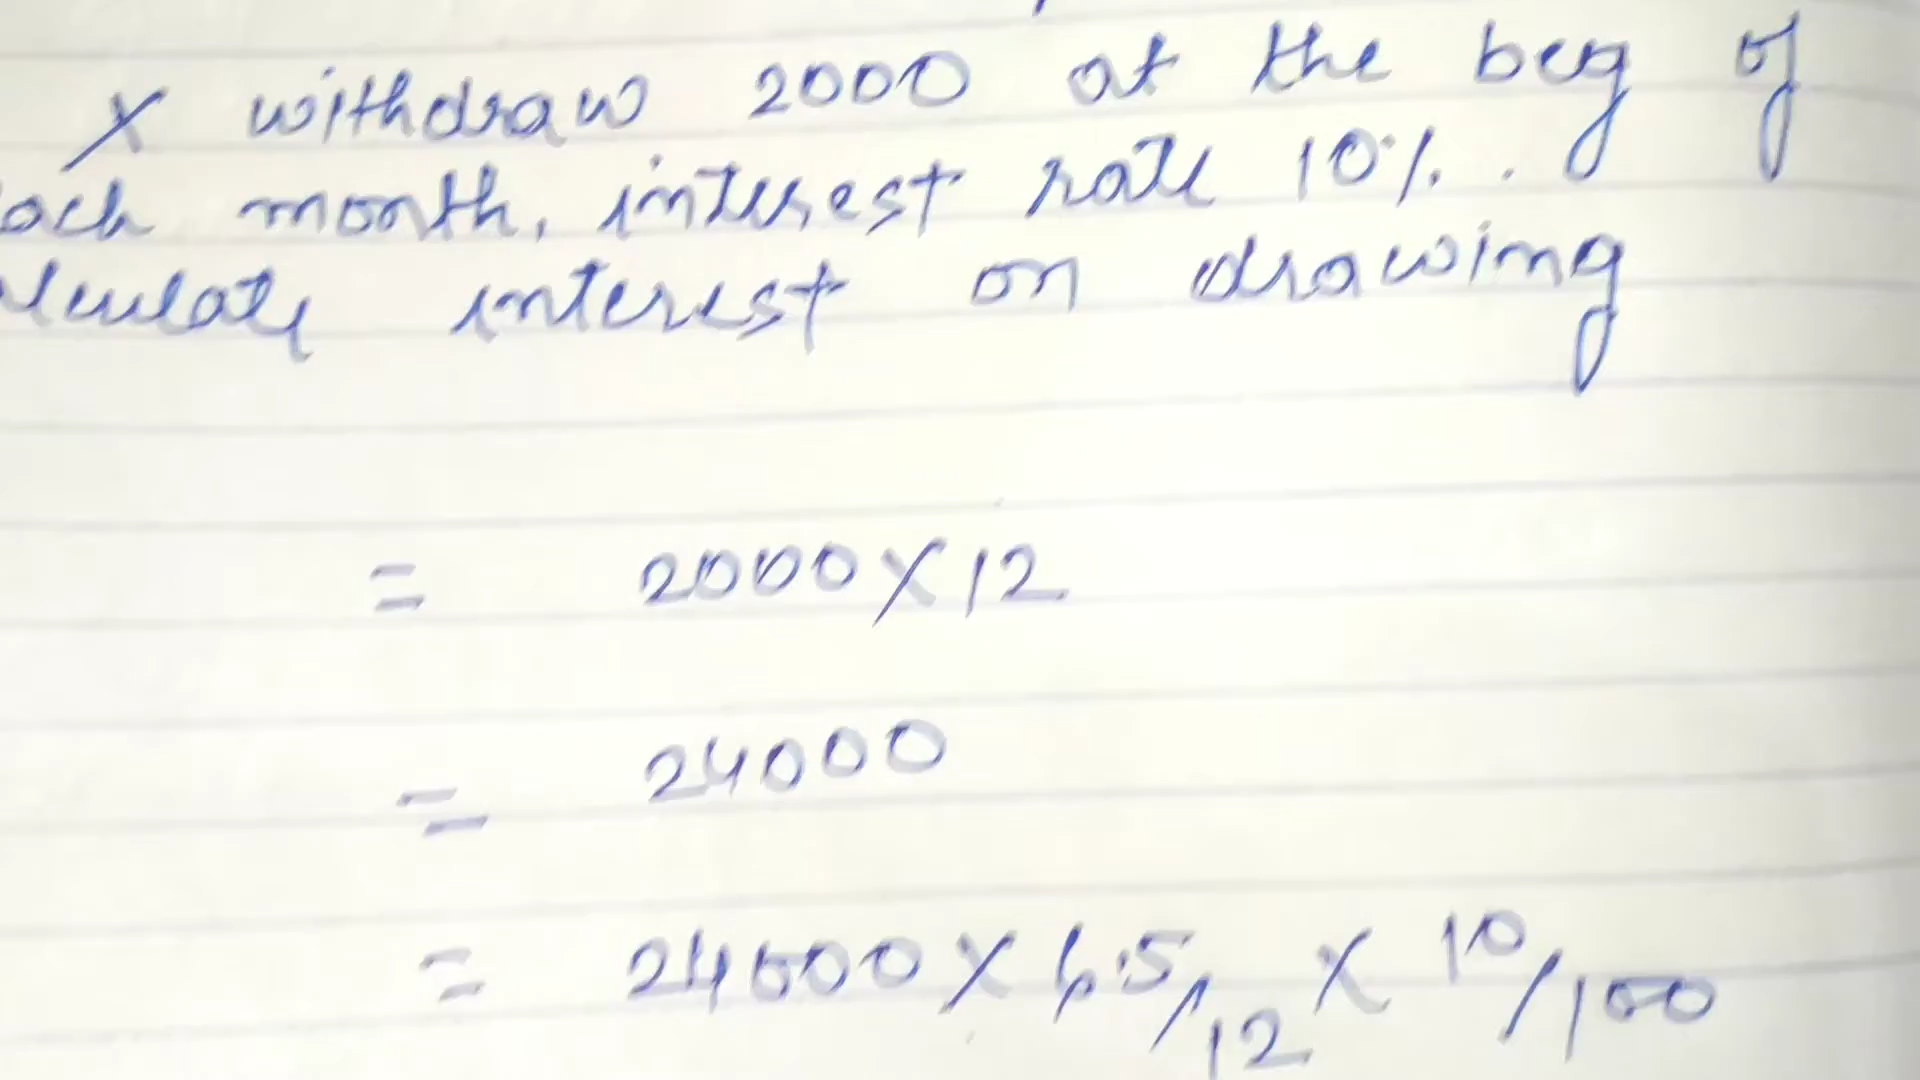 X withdraw 2000 at the beg of
each month, interest rate 10%.
alculate interest on drawing
= 2000 X 12
= 24000
= 24000 X 6.5/12 X 10/100